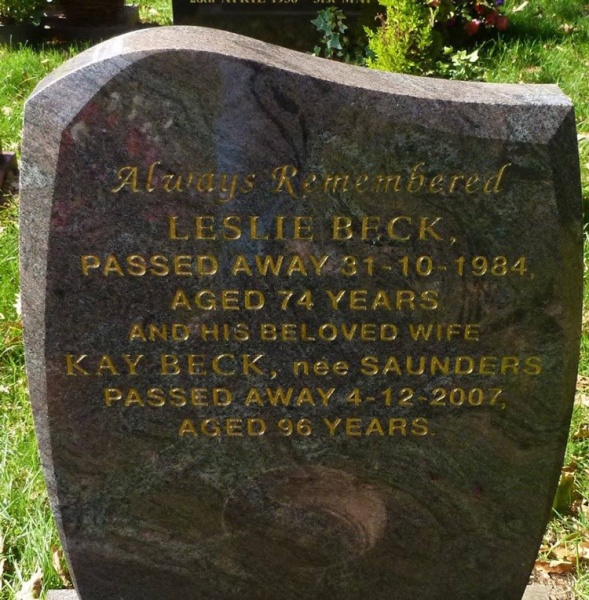 Always Remembered
LESLIE BECK,
PASSED AWAY 31-10-1984,
AGED 74 YEARS
AND HIS BELOVED WIFE
KAY BECK, née SAUNDERS
PASSED AWAY 4-12-2007,
AGED 96 YEARS.